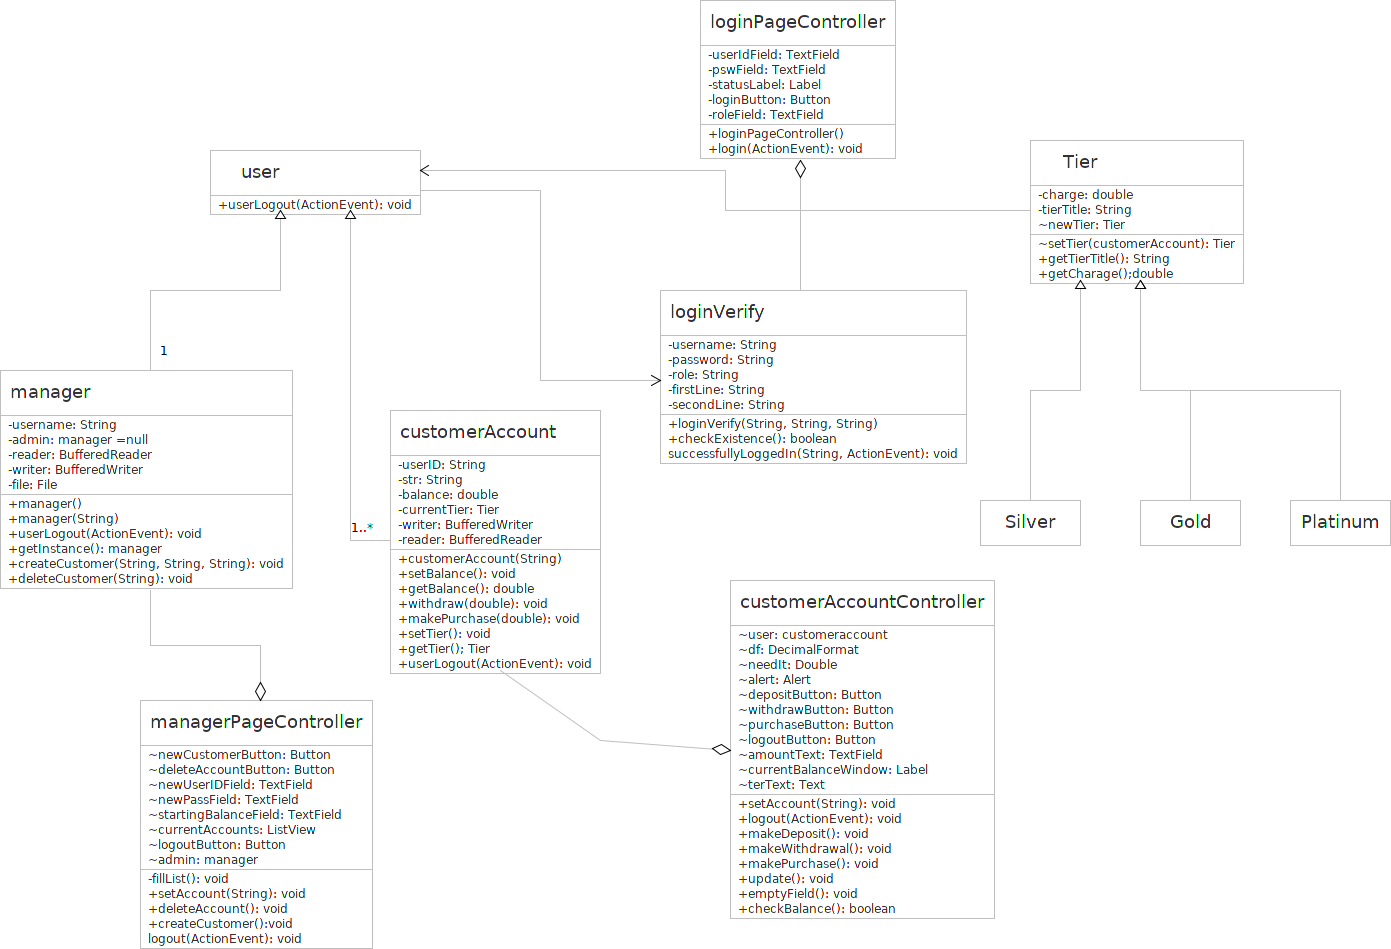 loginPageController
-userIdField: TextField
-pswField: TextField
-statusLabel: Label
-loginButton: Button
-roleField: TextField
+loginPageController()
+login(ActionEvent): void
user
+userLogout(ActionEvent): void
Tier
-charge: double
-tierTitle: String
~newTier: Tier
~setTier(customerAccount): Tier
+getTierTitle(): String
+getCharage();double
loginVerify
-username: String
-password: String
-role: String
-firstLine: String
-secondLine: String
+loginVerify(String, String, String)
+checkExistence(): boolean
successfullyLoggedIn(String, ActionEvent): void
1
manager
-username: String
-admin: manager =null
-reader: BufferedReader
-writer: BufferedWriter
-file: File
+manager()
+manager(String)
+userLogout(ActionEvent): void
+getInstance(): manager
+createCustomer(String, String, String): void
+deleteCustomer(String): void
1..*
customerAccount
-userID: String
-str: String
-balance: double
-currentTier: Tier
-writer: BufferedWriter
-reader: BufferedReader
+customerAccount(String)
+setBalance(): void
+getBalance(): double
+withdraw(double): void
+makePurchase(double): void
+setTier(): void
+getTier(); Tier
+userLogout(ActionEvent): void
Silver
Gold
Platinum
customerAccountController
~user: customeraccount
~df: DecimalFormat
~needIt: Double
~alert: Alert
~depositButton: Button
~withdrawButton: Button
~purchaseButton: Button
~logoutButton: Button
~amountText: TextField
~currentBalanceWindow: Label
~terText: Text
+setAccount(String): void
+logout(ActionEvent): void
+makeDeposit(): void
+makeWithdrawal(): void
+makePurchase(): void
+update(): void
+emptyField(): void
+checkBalance(): boolean
managerPageController
~newCustomerButton: Button
~deleteAccountButton: Button
~newUserIDField: TextField
~newPassField: TextField
~startingBalanceField: TextField
~currentAccounts: ListView
~logoutButton: Button
~admin: manager
-fillList(): void
+setAccount(String): void
+deleteAccount(): void
+createCustomer():void
logout(ActionEvent): void